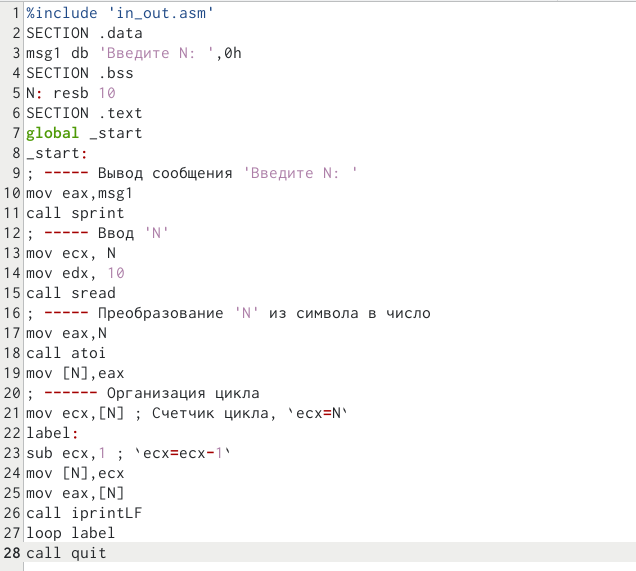 1 %include 'in_out.asm'
2 SECTION .data
3 msg1 db 'Введите N: ',0h
4 SECTION .bss
5 N: resb 10
6 SECTION .text
7 global _start
8 _start:
9 ; ----- Вывод сообщения 'Введите N: '
10 mov eax,msg1
11 call sprint
12 ; ----- Ввод 'N'
13 mov ecx, N
14 mov edx, 10
15 call sread
16 ; ----- Преобразование 'N' из символа в число
17 mov eax,N
18 call atoi
19 mov [N],eax
20 ; ------ Организация цикла
21 mov ecx,[N] ; Счетчик цикла, `ecx=N`
22 label:
23 sub ecx,1 ; `ecx=ecx-1`
24 mov [N],ecx
25 mov eax,[N]
26 call iprintLF
27 loop label
28 call quit